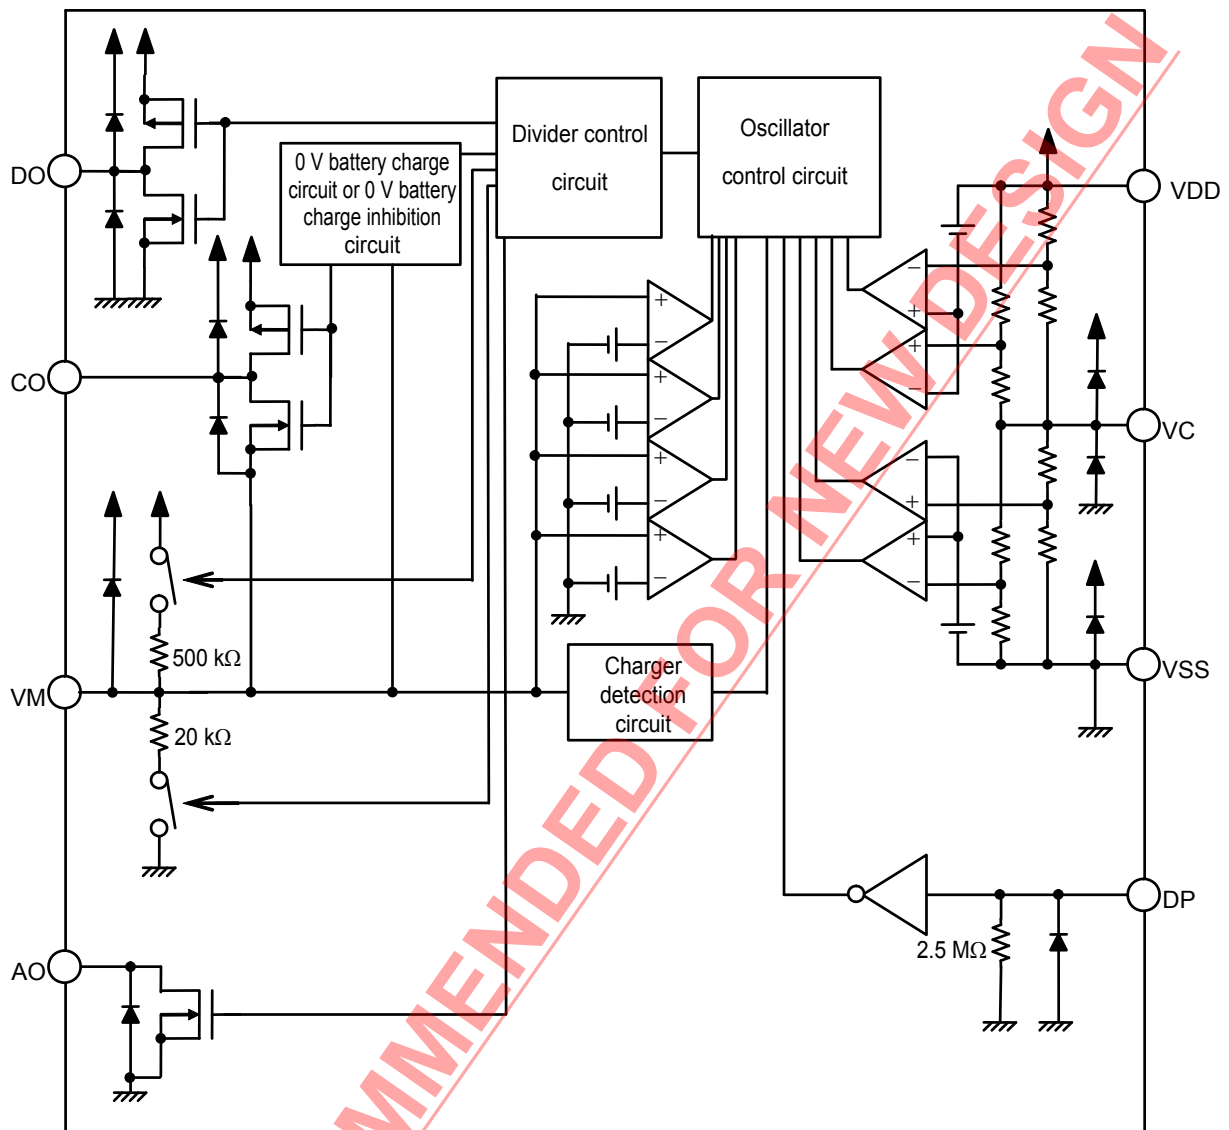 DO
CO
VM
AO
Divider control
circuit
Oscillator
control circuit
0 V battery charge
circuit or 0 V battery
charge inhibition
circuit
VDD
VC
VSS
DP
500 kΩ
20 kΩ
Charger
detection
circuit
2.5 MΩ
+
−
+
−
+
−
+
−
−
+
+
−
−
+
+
−
MMENDED FOR NEW DESIGN